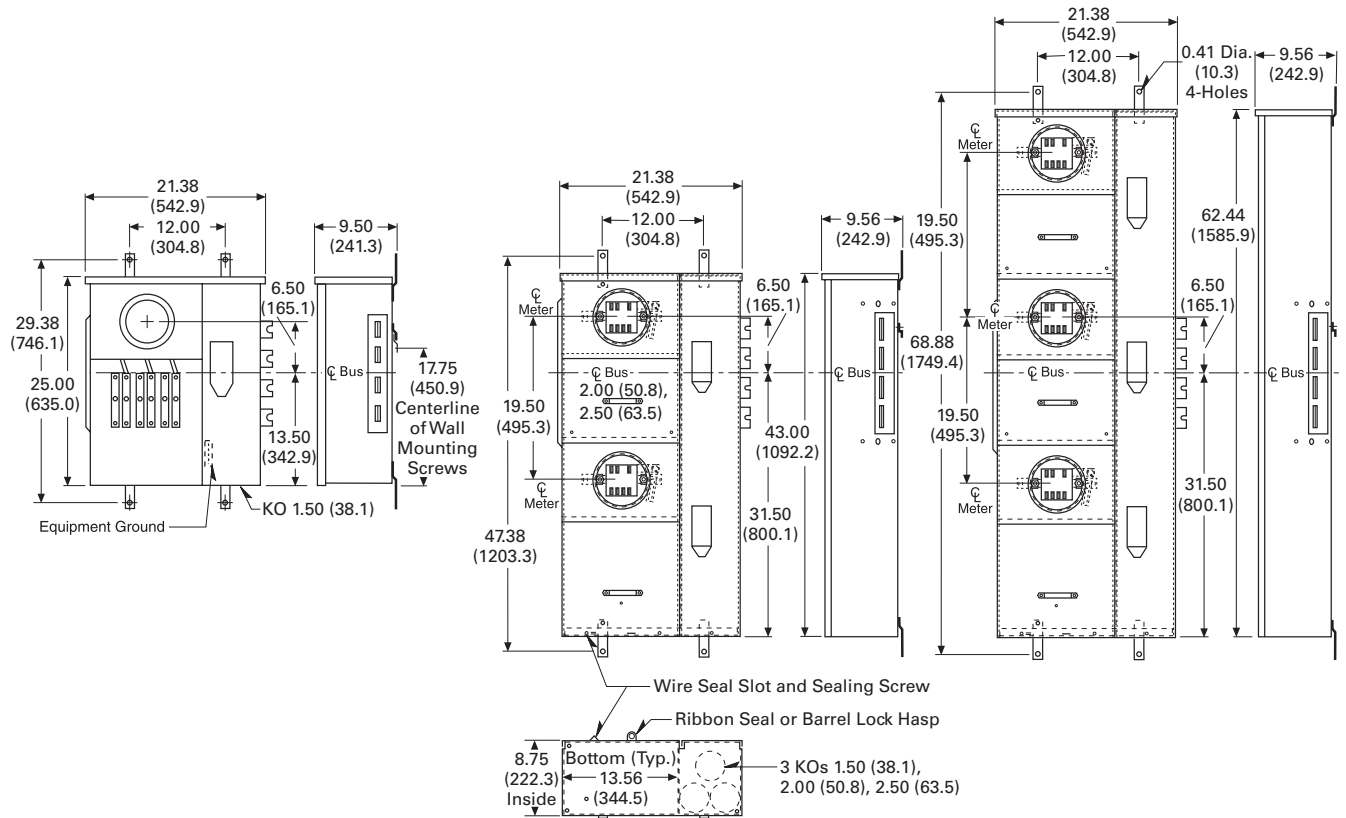 21.38
(542.9)
12.00
(304.8)
9.50
(241.3)
6.50
(165.1)
29.38
(746.1)
25.00
(635.0)
℄ Bus
13.50
(342.9)
17.75
(450.9)
Centerline
of Wall
Mounting
Screws
KO 1.50 (38.1)
Equipment Ground
21.38
(542.9)
12.00
(304.8)
9.56
(242.9)
℄
Meter
6.50
(165.1)
℄ Bus
2.00 (50.8),
2.50 (63.5)
℄ Bus
19.50
(495.3)
43.00
(1092.2)
℄
Meter
31.50
(800.1)
47.38
(1203.3)
21.38
(542.9)
12.00
(304.8)
0.41 Dia.
(10.3)
4-Holes
9.56
(242.9)
℄
Meter
19.50
(495.3)
62.44
(1585.9)
℄
Meter
6.50
(165.1)
68.88
(1749.4)
℄ Bus
℄ Bus
19.50
(495.3)
℄
Meter
31.50
(800.1)
Wire Seal Slot and Sealing Screw
Ribbon Seal or Barrel Lock Hasp
8.75
(222.3)
Inside
Bottom (Typ.)
13.56
(344.5)
3 KOs 1.50 (38.1),
2.00 (50.8), 2.50 (63.5)